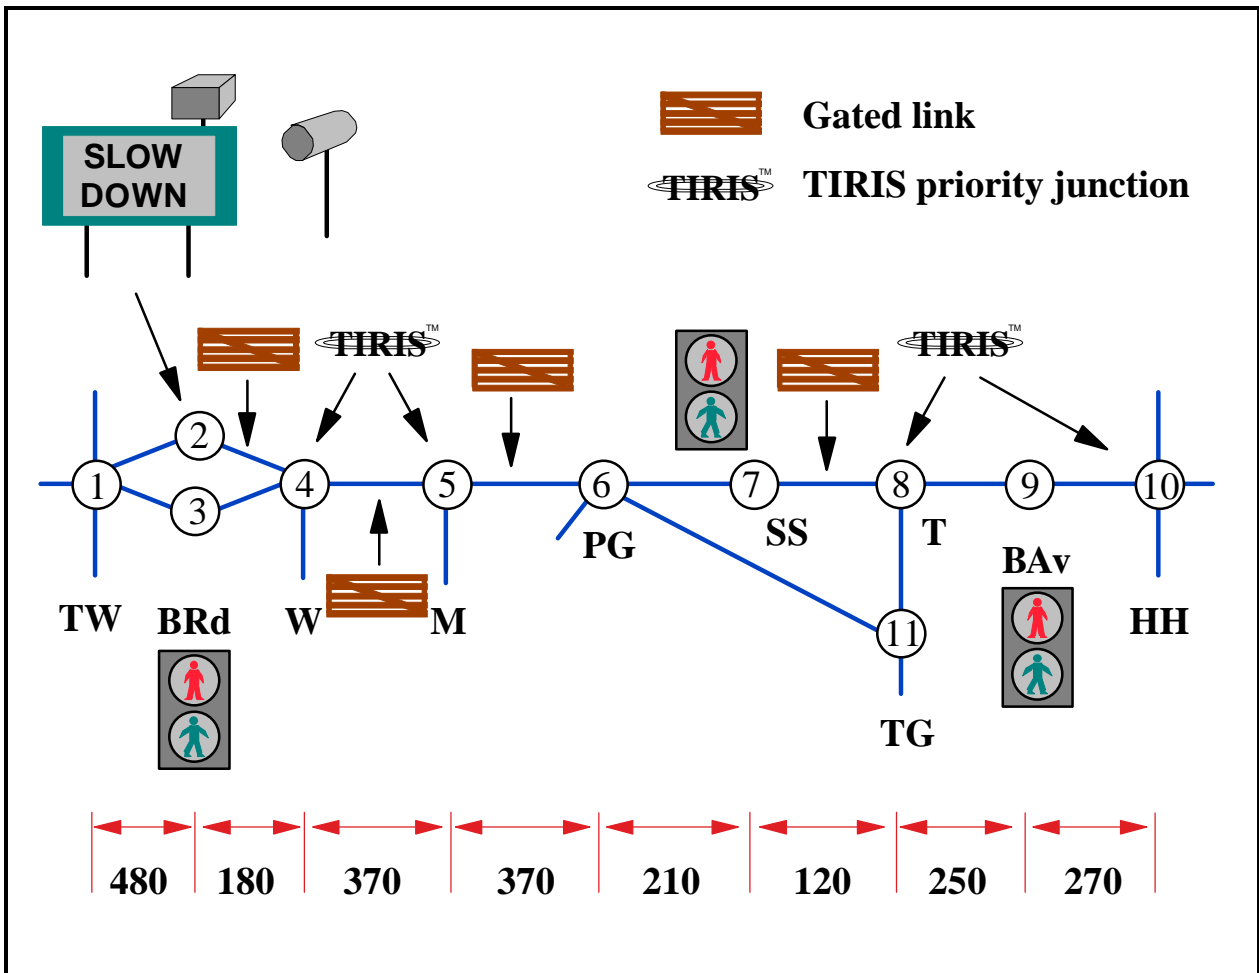 SLOW
DOWN
Gated link
TIRIS™ TIRIS priority junction
TIRIS™
TIRIS™
1
2
3
4
5
6
7
8
9
10
11
TW
BRd
W
M
PG
SS
T
BAv
HH
TG
480 180 370 370 210 120 250 270